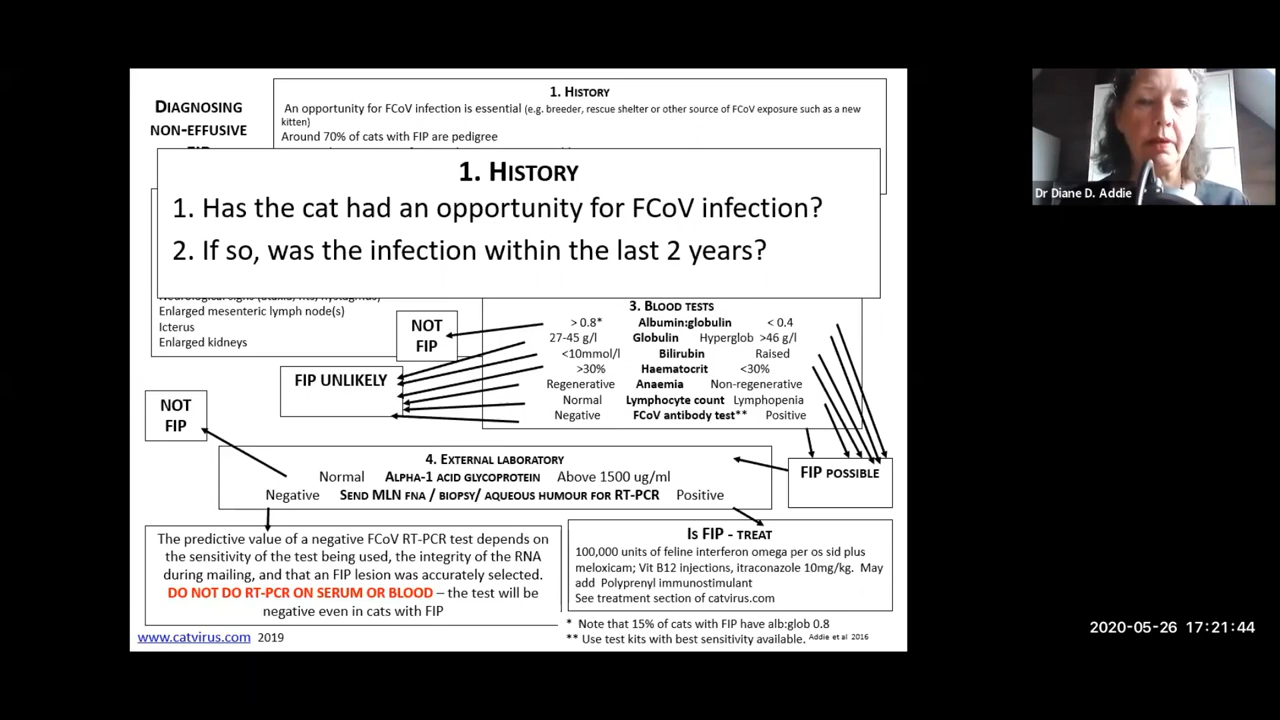 DIAGNOSING
NON-EFFUSIVE
1. HISTORY
An opportunity for FCoV infection is essential (e.g. breeder, rescue shelter or other source of FCoV exposure such as a new
kitten)
Around 70% of cats with FIP are pedigree
1. HISTORY
1. Has the cat had an opportunity for FCoV infection?
2. If so, was the infection within the last 2 years?
Enlarged mesenteric lymph node(s)
Icterus
Enlarged kidneys
NOT
FIP
FIP UNLIKELY
NOT
FIP
3. BLOOD TESTS
> 0.8* Albumin:globulin < 0.4
27-45 g/l Globulin Hyperglob >46 g/l
<10mmol/l Bilirubin Raised
>30% Haematocrit <30%
Regenerative Anaemia Non-regenerative
Normal Lymphocyte count Lymphopenia
Negative FCoV antibody test** Positive
FIP POSSIBLE
4. EXTERNAL LABORATORY
Normal ALPHA-1 ACID GLYCOPROTEIN Above 1500 ug/ml
Negative SEND MLN FNA / BIOPSY/ AQUEOUS HUMOUR FOR RT-PCR Positive
The predictive value of a negative FCoV RT-PCR test depends on
the sensitivity of the test being used, the integrity of the RNA
during mailing, and that an FIP lesion was accurately selected.
DO NOT DO RT-PCR ON SERUM OR BLOOD – the test will be
negative even in cats with FIP
IS FIP - TREAT
100,000 units of feline interferon omega per os sid plus
meloxicam; Vit B12 injections, itraconazole 10mg/kg. May
add Polyprenyl immunostimulant
See treatment section of catvirus.com
* Note that 15% of cats with FIP have alb:glob 0.8
** Use test kits with best sensitivity available. Addie et al 2016
www.catvirus.com 2019
Dr Diane D. Addie
2020-05-26 17:21:44